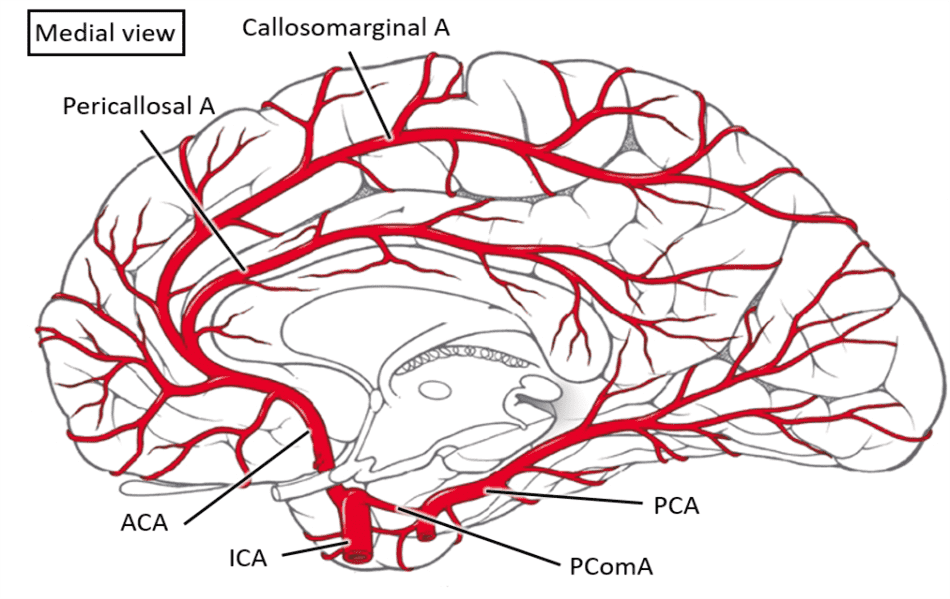 Medial view
Callosomarginal A
Pericallosal A
ACA
ICA
PCA
PComA